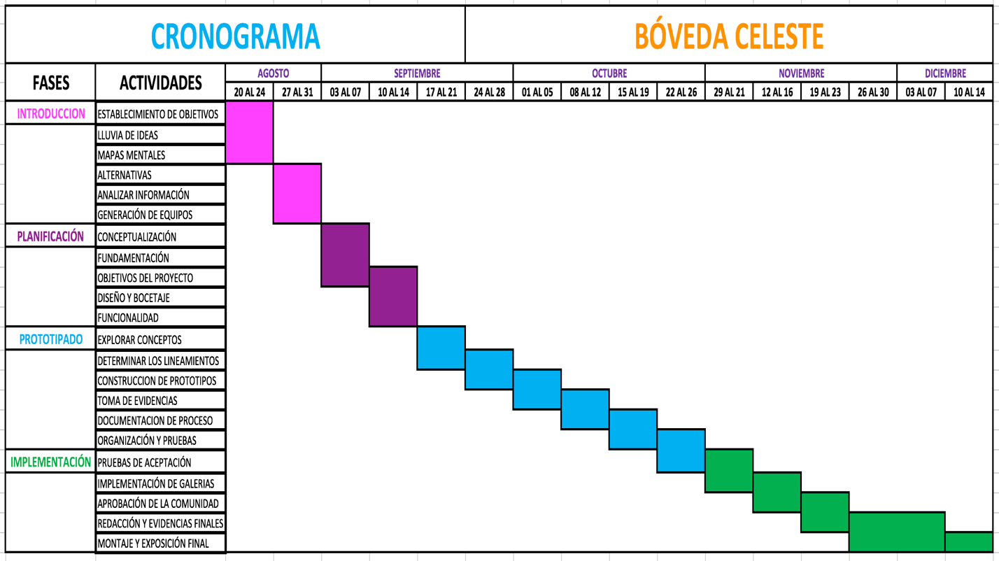 CRONOGRAMA BÓVEDA CELESTE
FASES ACTIVIDADES AGOSTO SEPTIEMBRE OCTUBRE NOVIEMBRE DICIEMBRE
20 AL 24 27 AL 31 03 AL 07 10 AL 14 17 AL 21 24 AL 28 01 AL 05 08 AL 12 15 AL 19 22 AL 26 29 AL 21 12 AL 16 19 AL 23 26 AL 30 03 AL 07 10 AL 14
INTRODUCCION ESTABLECIMIENTO DE OBJETIVOS
LLUVIA DE IDEAS
MAPAS MENTALES
ALTERNATIVAS
ANALIZAR INFORMACIÓN
GENERACIÓN DE EQUIPOS
PLANIFICACIÓN CONCEPTUALIZACIÓN
FUNDAMENTACIÓN
OBJETIVOS DEL PROYECTO
DISEÑO Y BOCETAJE
FUNCIONALIDAD
PROTOTIPADO EXPLORAR CONCEPTOS
DETERMINAR LOS LINEAMIENTOS
CONSTRUCCION DE PROTOTIPOS
TOMA DE EVIDENCIAS
DOCUMENTACION DE PROCESO
ORGANIZACIÓN Y PRUEBAS
IMPLEMENTACIÓN PRUEBAS DE ACEPTACIÓN
IMPLEMENTACIÓN DE GALERIAS
APROBACIÓN DE LA COMUNIDAD
REDACCIÓN Y EVIDENCIAS FINALES
MONTAJE Y EXPOSICIÓN FINAL